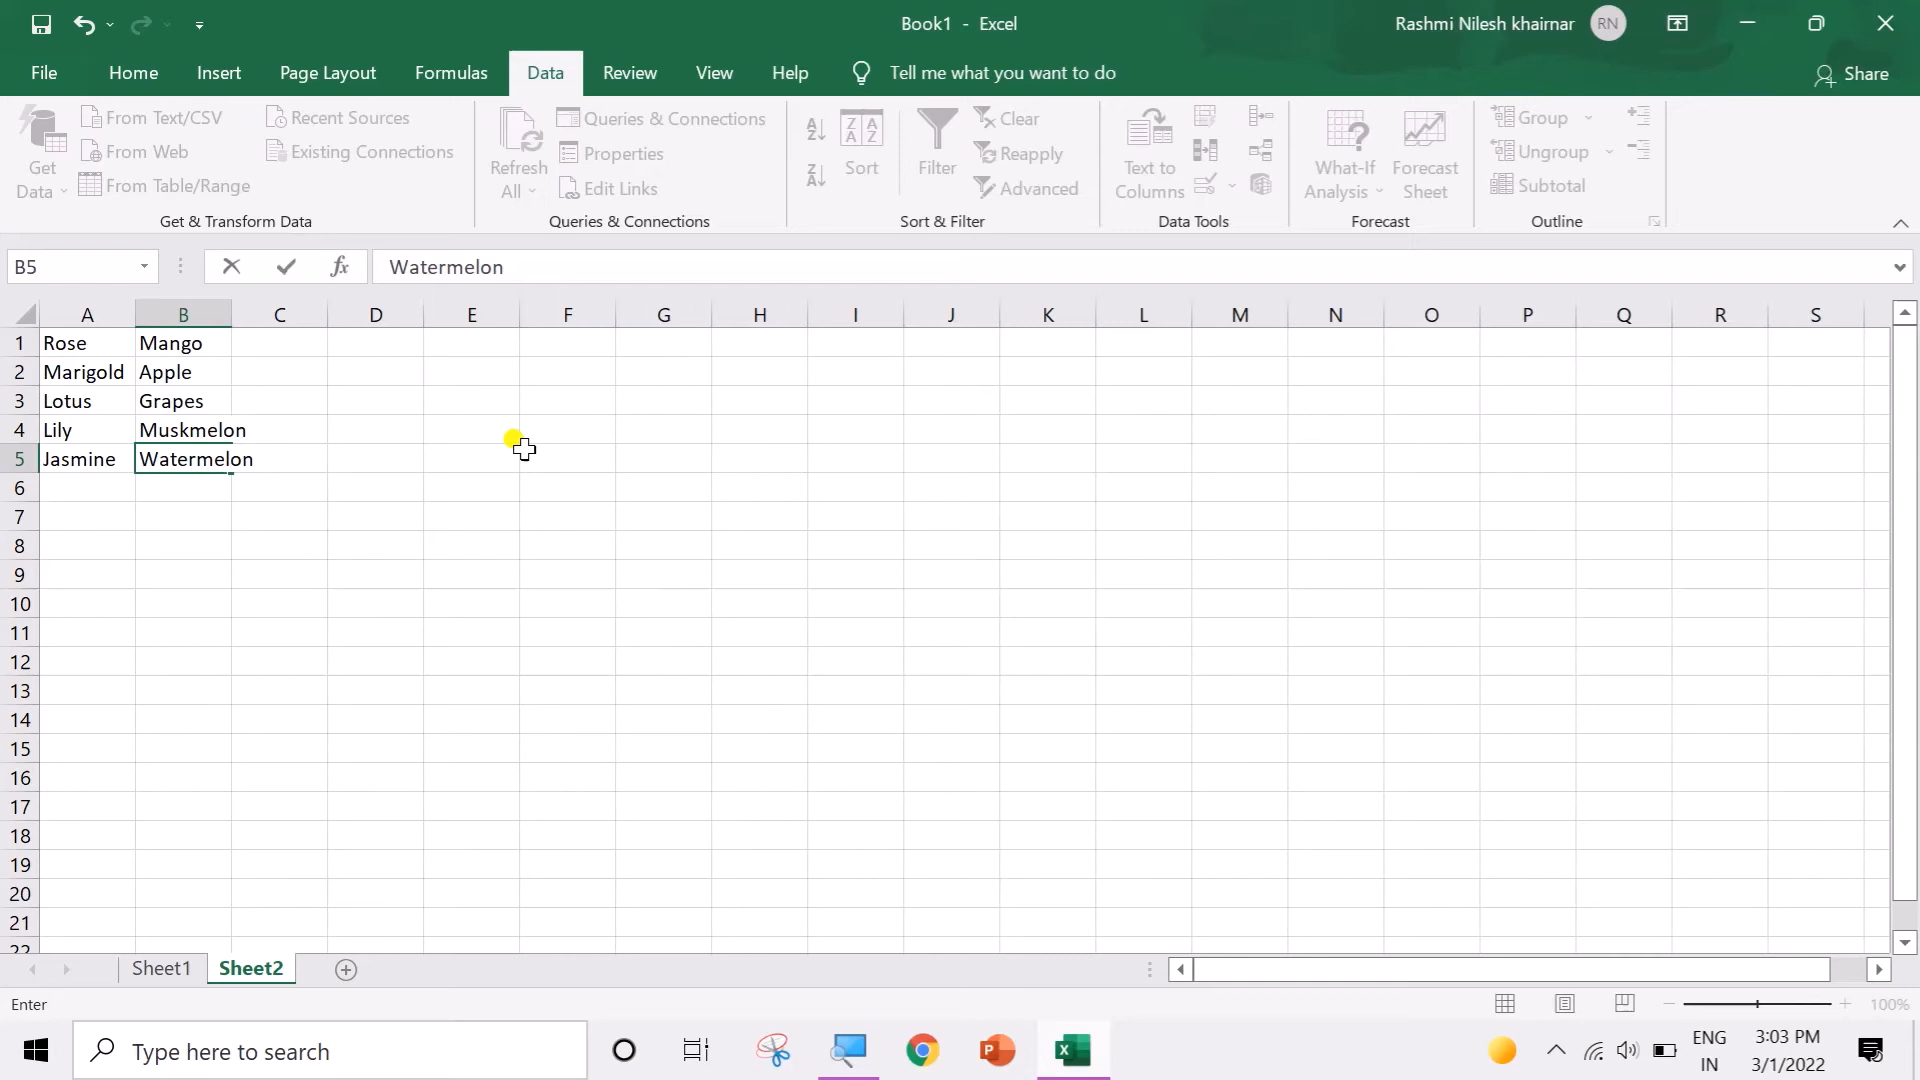 Book1 - Excel
Rashmi Nilesh khairnar RN
File Home Insert Page Layout Formulas Data Review View Help Tell me what you want to do Share
Get Data
From Text/CSV
From Web
From Table/Range
Recent Sources
Existing Connections
Get & Transform Data
Refresh All
Queries & Connections
Properties
Edit Links
Queries & Connections
Sort
Filter
Clear
Reapply
Advanced
Sort & Filter
Text to Columns
Data Tools
What-If Analysis
Forecast Sheet
Forecast
Group
Ungroup
Subtotal
Outline
B5 fx Watermelon
A B C D E F G H I J K L M N O P Q R S
1 Rose Mango
2 Marigold Apple
3 Lotus Grapes
4 Lily Muskmelon
5 Jasmine Watermelon
6
7
8
9
10
11
12
13
14
15
16
17
18
19
20
21
22
Sheet1 Sheet2
Enter 100%
Type here to search
ENG
IN
3:03 PM
3/1/2022